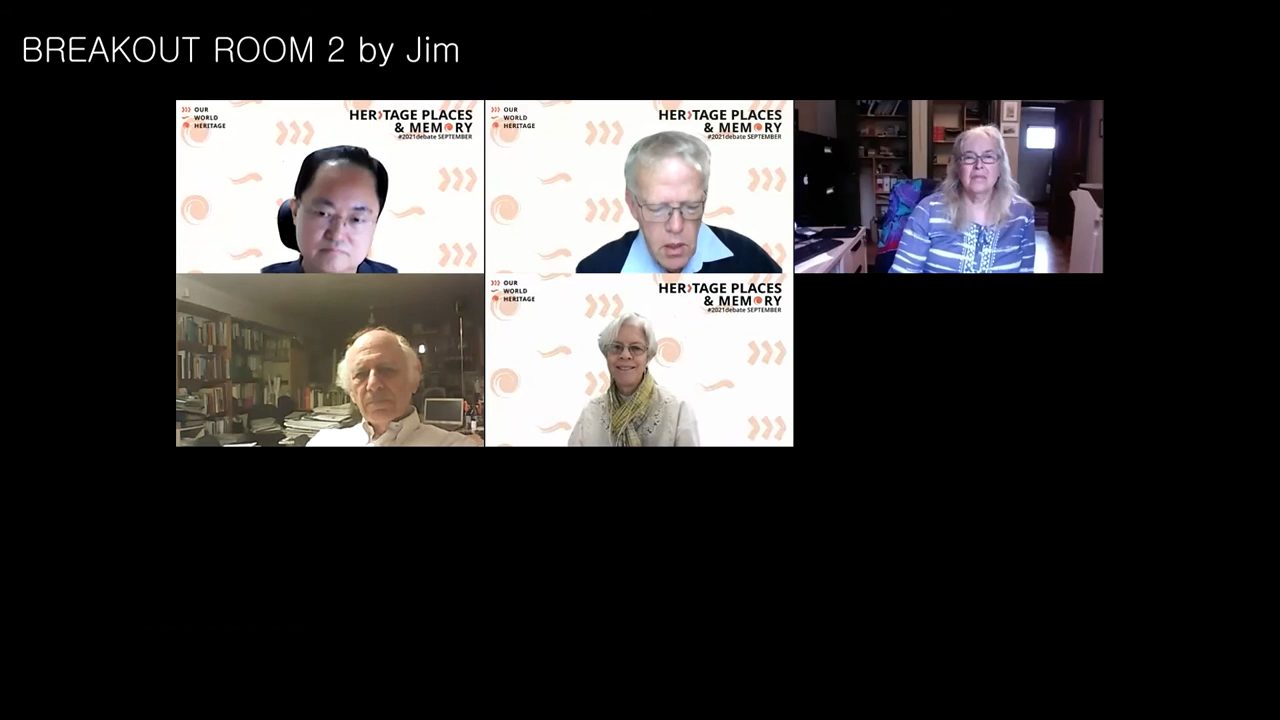 BREAKOUT ROOM 2 by Jim
OUR
WORLD
HERITAGE
HERITAGE PLACES
& MEMORY
#2021debate SEPTEMBER
OUR
WORLD
HERITAGE
HERITAGE PLACES
& MEMORY
#2021debate SEPTEMBER
OUR
WORLD
HERITAGE
HERITAGE PLACES
& MEMORY
#2021debate SEPTEMBER